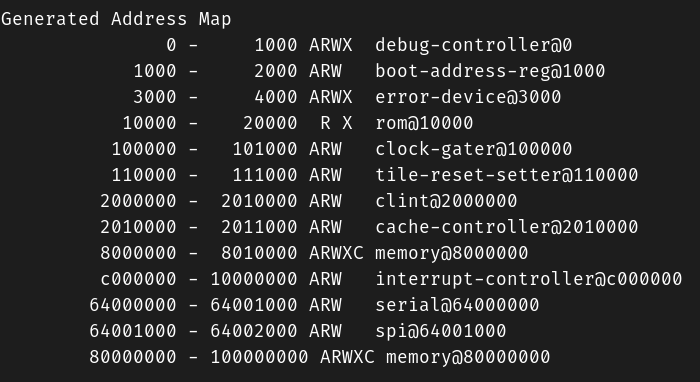 Generated Address Map
               0 -     1000 ARWX  debug-controller@0
            1000 -     2000 ARW   boot-address-reg@1000
            3000 -     4000 ARWX  error-device@3000
           10000 -    20000  R X  rom@10000
          100000 -   101000 ARW   clock-gater@100000
          110000 -   111000 ARW   tile-reset-setter@110000
         2000000 -  2010000 ARW   clint@2000000
         2010000 -  2011000 ARW   cache-controller@2010000
         8000000 -  8010000 ARWXC memory@8000000
         c000000 - 10000000 ARW   interrupt-controller@c000000
        64000000 - 64001000 ARW   serial@64000000
        64001000 - 64002000 ARW   spi@64001000
        80000000 - 100000000 ARWXC memory@80000000